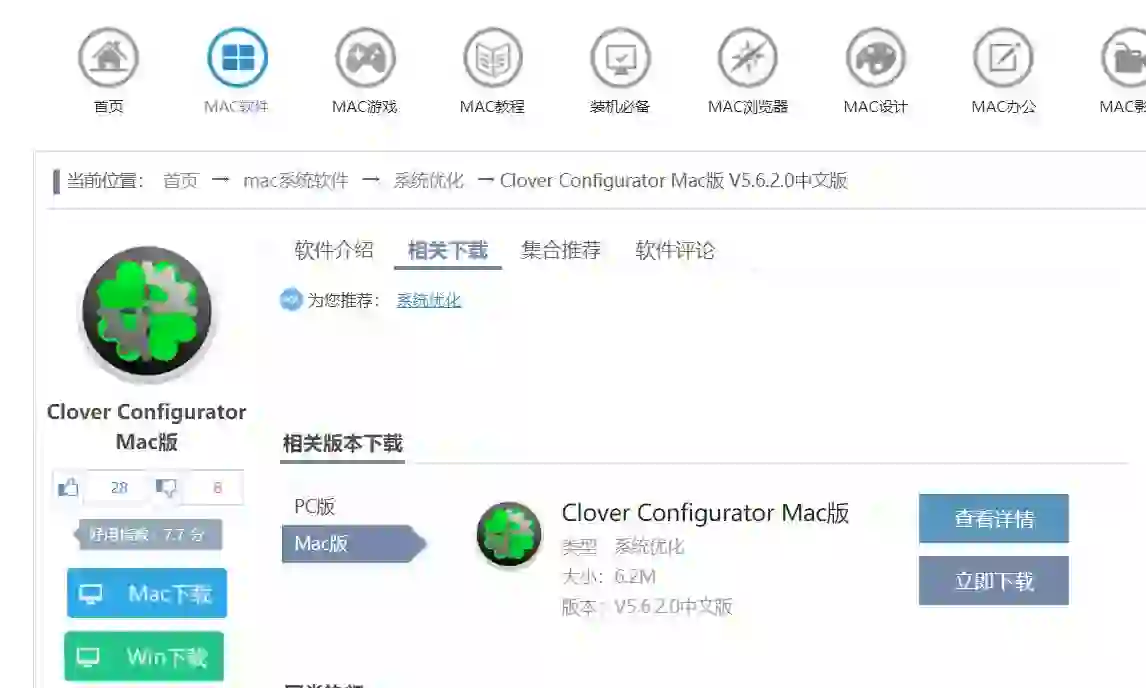 首页 MAC软件 MAC游戏 MAC教程 装机必备 MAC浏览器 MAC设计 MAC办公 MAC影
当前位置: 首页 → mac系统软件 → 系统优化 → Clover Configurator Mac版 V5.6.2.0中文版
软件介绍 相关下载 集合推荐 软件评论
为您推荐: 系统优化
Clover Configurator
Mac版
28 8
好用指数: 7.7 分
Mac下载
Win下载
相关版本下载
PC版
Mac版
Clover Configurator Mac版
类型: 系统优化
大小: 6.2M
版本: V5.6.2.0中文版
查看详情
立即下载